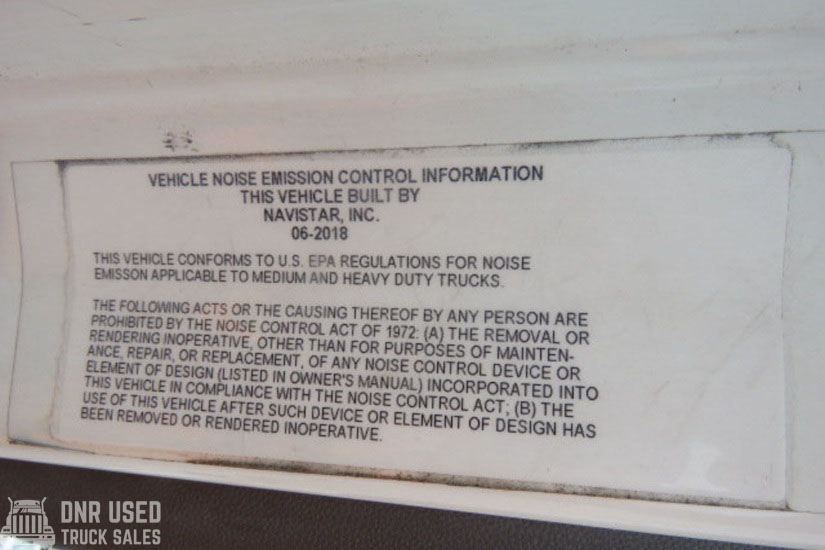 VEHICLE NOISE EMISSION CONTROL INFORMATION
THIS VEHICLE BUILT BY
NAVISTAR, INC.
06-2018
THIS VEHICLE CONFORMS TO U.S. EPA REGULATIONS FOR NOISE
EMISSON APPLICABLE TO MEDIUM AND HEAVY DUTY TRUCKS.
THE FOLLOWING ACTS OR THE CAUSING THEREOF BY ANY PERSON ARE
PROHIBITED BY THE NOISE CONTROL ACT OF 1972: (A) THE REMOVAL OR
RENDERING INOPERATIVE, OTHER THAN FOR PURPOSES OF MAINTEN-
ANCE, REPAIR, OR REPLACEMENT, OF ANY NOISE CONTROL DEVICE OR
ELEMENT OF DESIGN (LISTED IN OWNER'S MANUAL) INCORPORATED INTO
THIS VEHICLE IN COMPLIANCE WITH THE NOISE CONTROL ACT; (B) THE
USE OF THIS VEHICLE AFTER SUCH DEVICE OR ELEMENT OF DESIGN HAS
BEEN REMOVED OR RENDERED INOPERATIVE.
DNR USED
TRUCK SALES